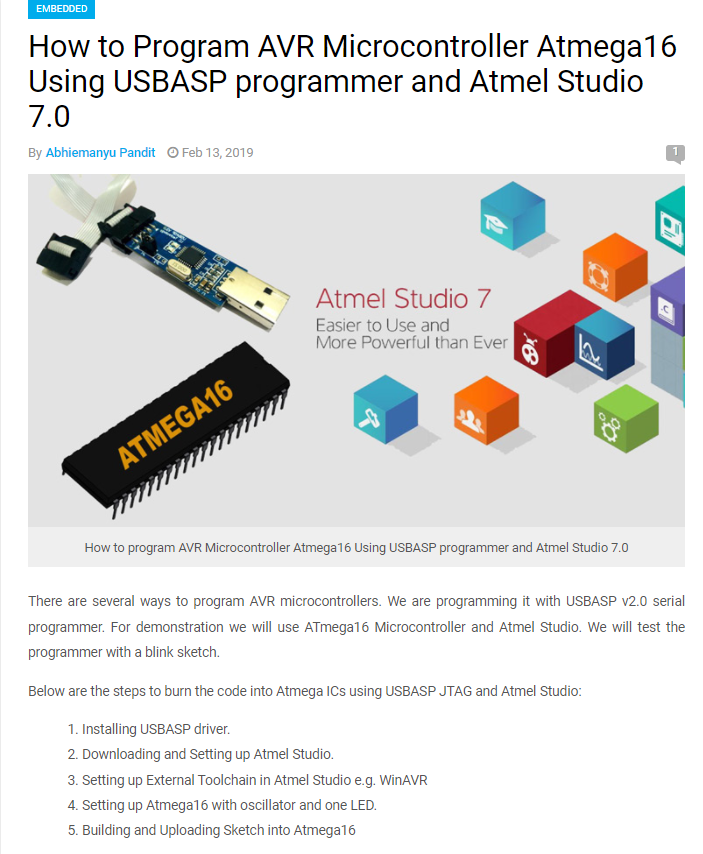 EMBEDDED
How to Program AVR Microcontroller Atmega16
Using USBASP programmer and Atmel Studio
7.0
By Abhiemanyu Pandit Feb 13, 2019
1
Atmel Studio 7
Easier to Use and
More Powerful than Ever
ATMEGA16
How to program AVR Microcontroller Atmega16 Using USBASP programmer and Atmel Studio 7.0
There are several ways to program AVR microcontrollers. We are programming it with USBASP v2.0 serial
programmer. For demonstration we will use ATmega16 Microcontroller and Atmel Studio. We will test the
programmer with a blink sketch.
Below are the steps to burn the code into Atmega ICs using USBASP JTAG and Atmel Studio:
1. Installing USBASP driver.
2. Downloading and Setting up Atmel Studio.
3. Setting up External Toolchain in Atmel Studio e.g. WinAVR
4. Setting up Atmega16 with oscillator and one LED.
5. Building and Uploading Sketch into Atmega16